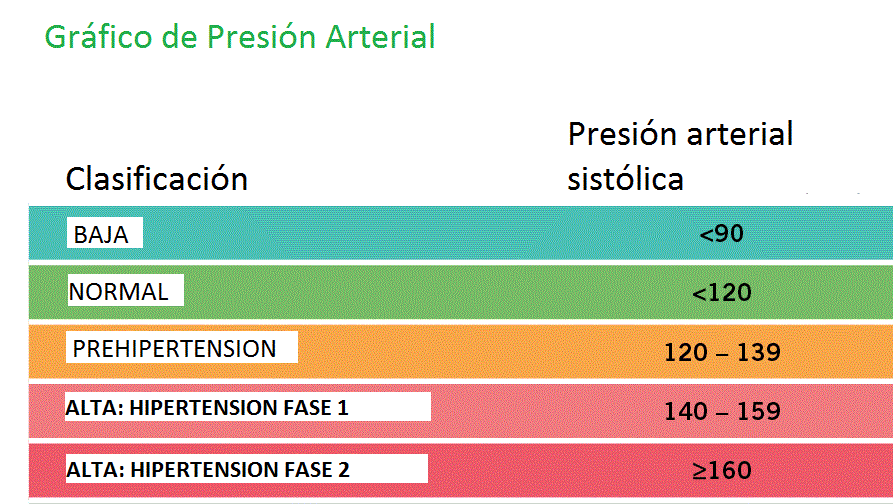 Gráfico de Presión Arterial
Presión arterial
Clasificación sistólica
BAJA <90
NORMAL <120
PREHIPERTENSION 120 – 139
ALTA: HIPERTENSION FASE 1 140 – 159
ALTA: HIPERTENSION FASE 2 ≥160